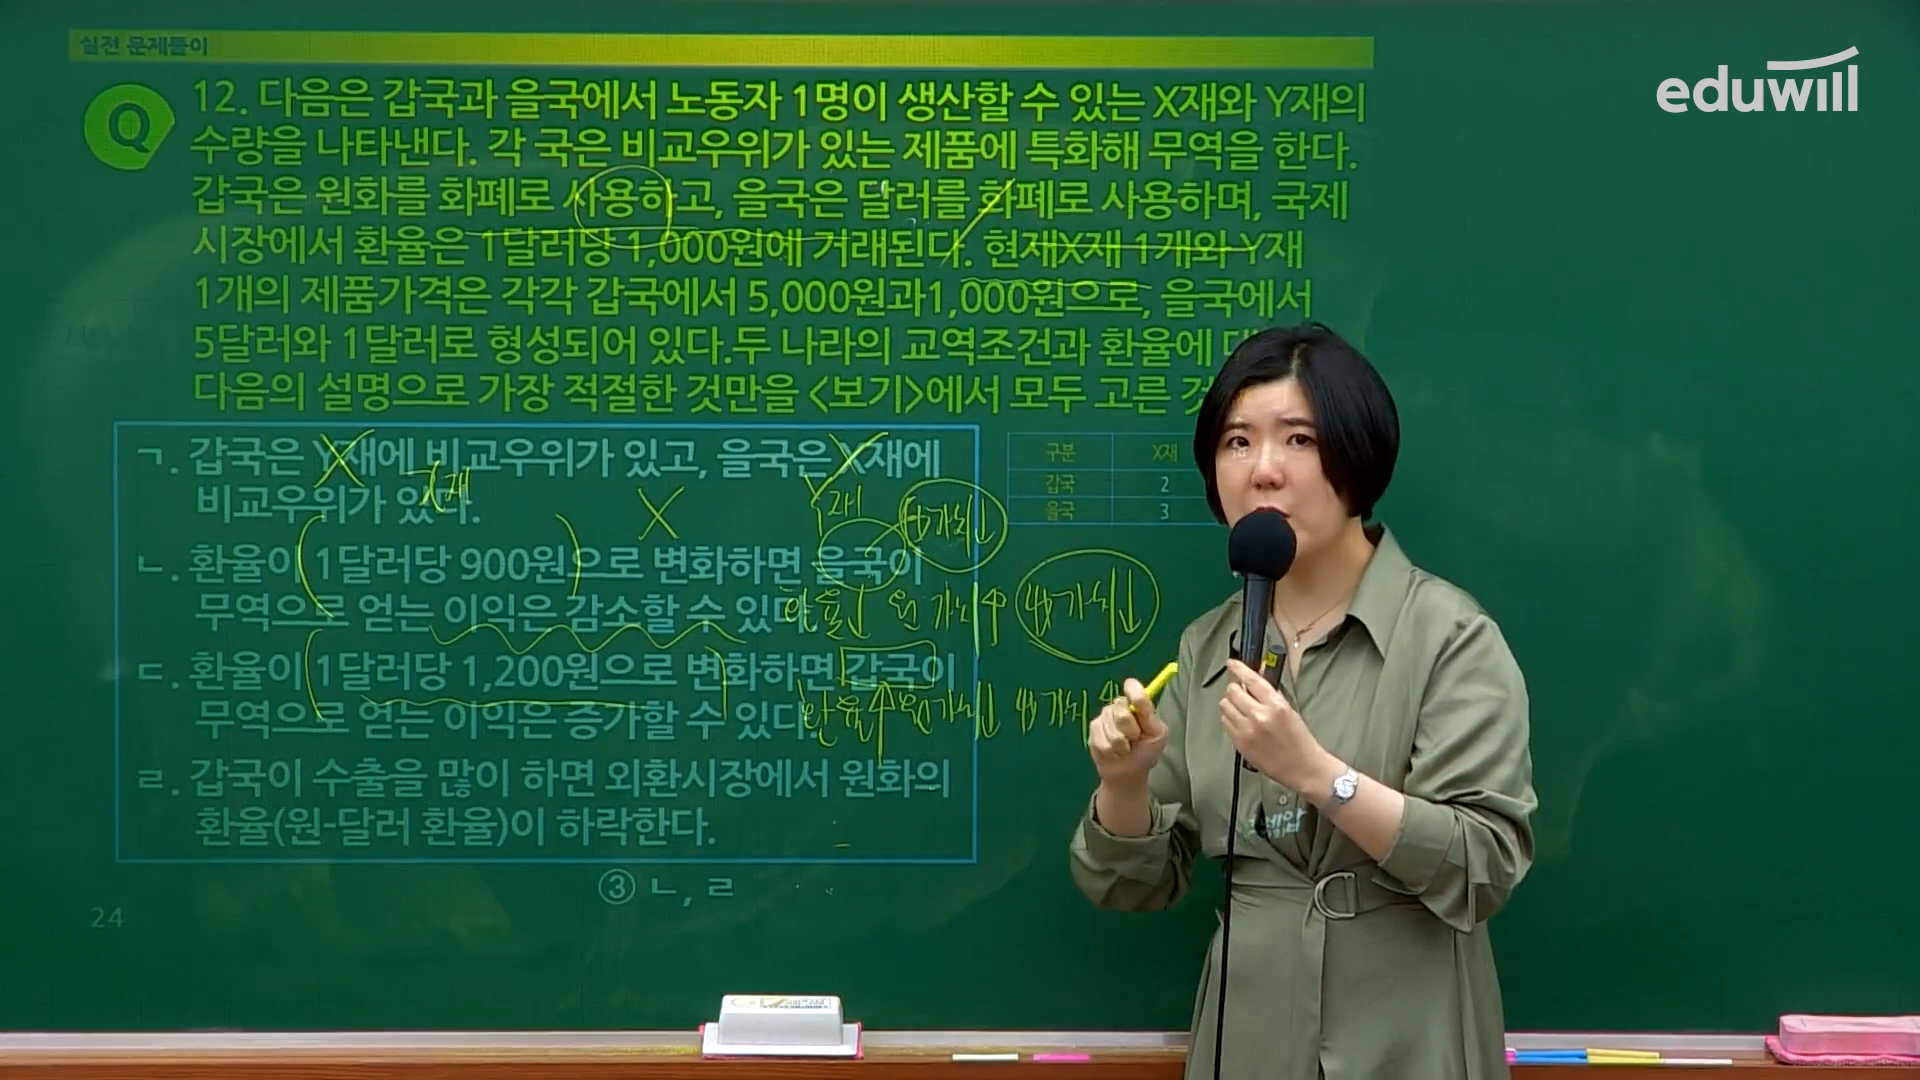 실전 문제풀이
eduwill
Q
12. 다음은 갑국과 을국에서 노동자 1명이 생산할 수 있는 X재와 Y재의
수량을 나타낸다. 각 국은 비교우위가 있는 제품에 특화해 무역을 한다.
갑국은 원화를 화폐로 사용하고, 을국은 달러를 화폐로 사용하며, 국제
시장에서 환율은 1달러당 1,000원에 거래된다. 현재X재 1개와 Y재
1개의 제품가격은 각각 갑국에서 5,000원과1,000원으로, 을국에서
5달러와 1달러로 형성되어 있다.두 나라의 교역조건과 환율에
다음의 설명으로 가장 적절한 것만을 <보기>에서 모두 고른
ㄱ. 갑국은 Y재에 비교우위가 있고, 을국은 X재에
비교우위가 있다.
X재
X
Y재
ㄴ. 환율이 1달러당 900원으로 변화하면 을국이
무역으로 얻는 이익은 감소할 수 있다.
환율↓ 원 가치↑ 가치↓
ㄷ. 환율이 1달러당 1,200원으로 변화하면 갑국이
무역으로 얻는 이익은 증가할 수 있다.
환율↑ 원가치↓ 가치
ㄹ. 갑국이 수출을 많이 하면 외환시장에서 원화의
환율(원-달러 환율)이 하락한다.
구분 X재
갑국 2
을국 3
③ ㄴ, ㄹ
24